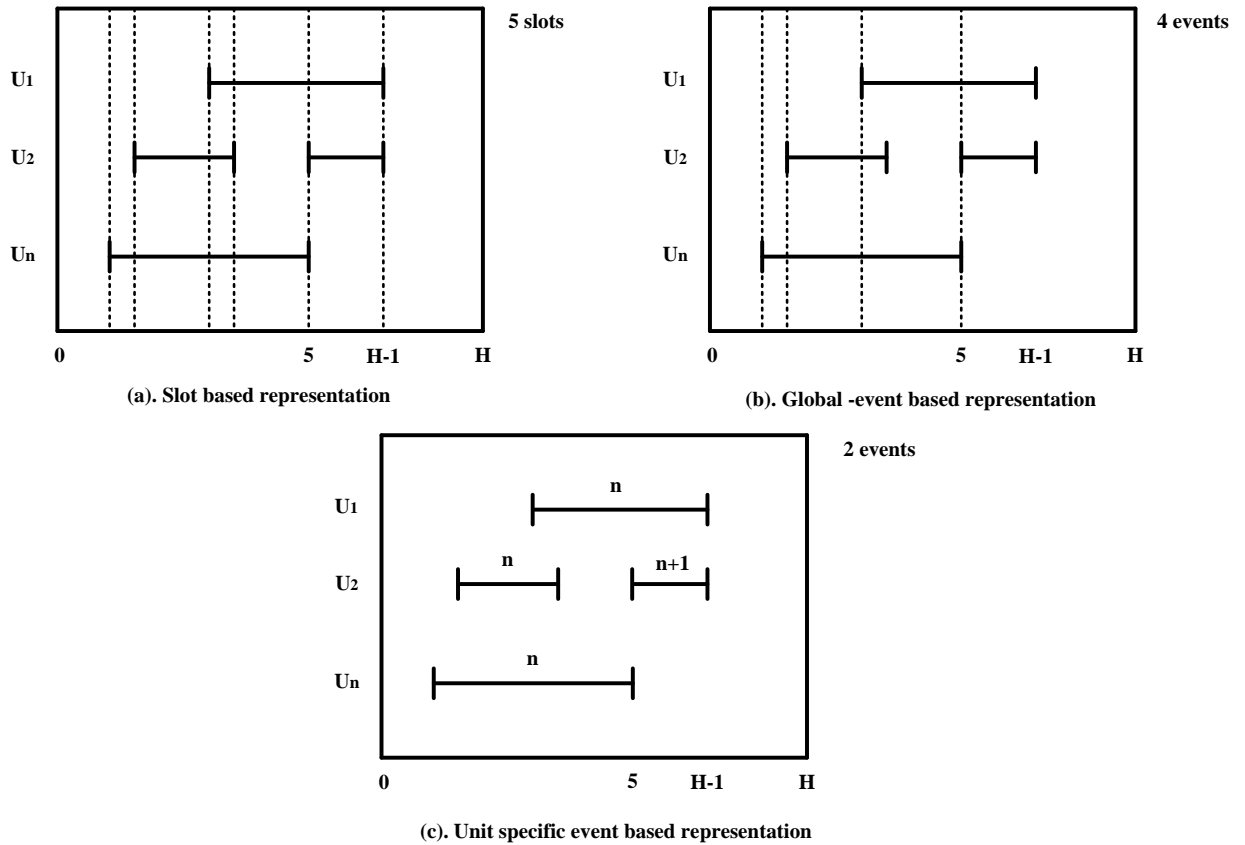 5 slots
U1
U2
Un
0 5 H-1 H
(a). Slot based representation
4 events
U1
U2
Un
0 5 H-1 H
(b). Global -event based representation
2 events
U1 n
U2 n n+1
Un n
0 5 H-1 H
(c). Unit specific event based representation